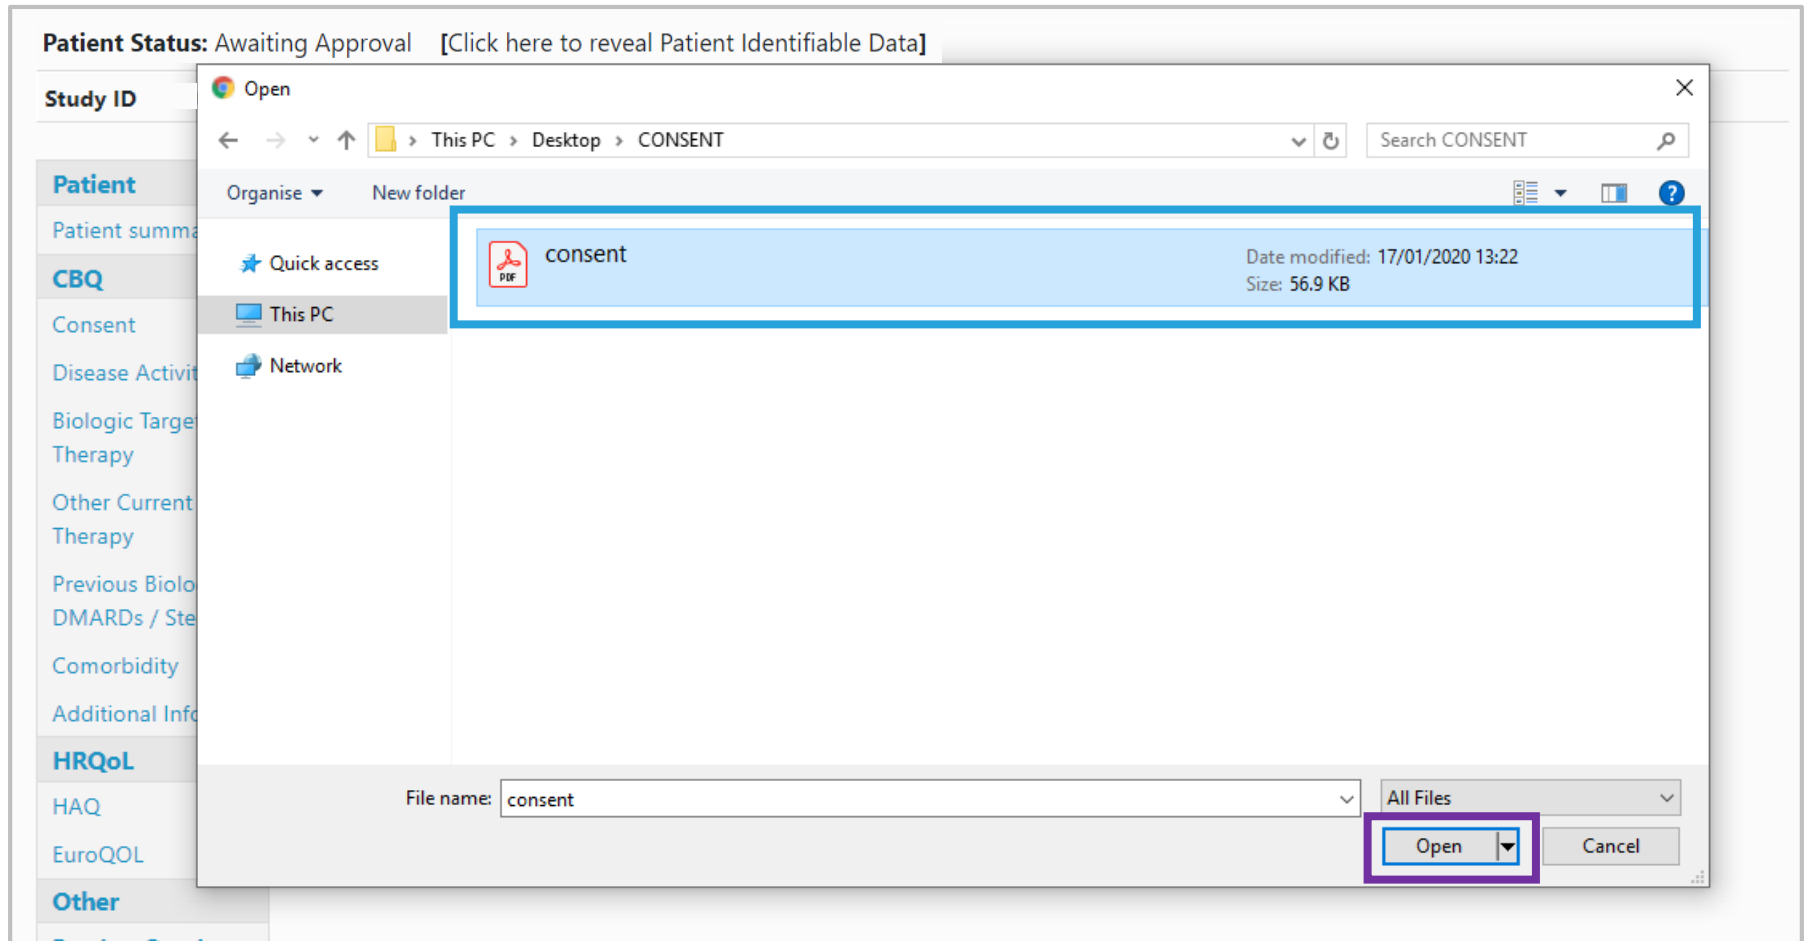 Patient Status: Awaiting Approval [Click here to reveal Patient Identifiable Data]
Study ID
Open
This PC > Desktop > CONSENT
Search CONSENT
Organise
New folder
Quick access
This PC
Network
PDF
consent
Date modified: 17/01/2020 13:22
Size: 56.9 KB
File name: consent
All Files
Open
Cancel
Patient
Patient summa
CBQ
Consent
Disease Activit
Biologic Targe
Therapy
Other Current
Therapy
Previous Biolo
DMARDs / Ste
Comorbidity
Additional Info
HRQoL
HAQ
EuroQOL
Other